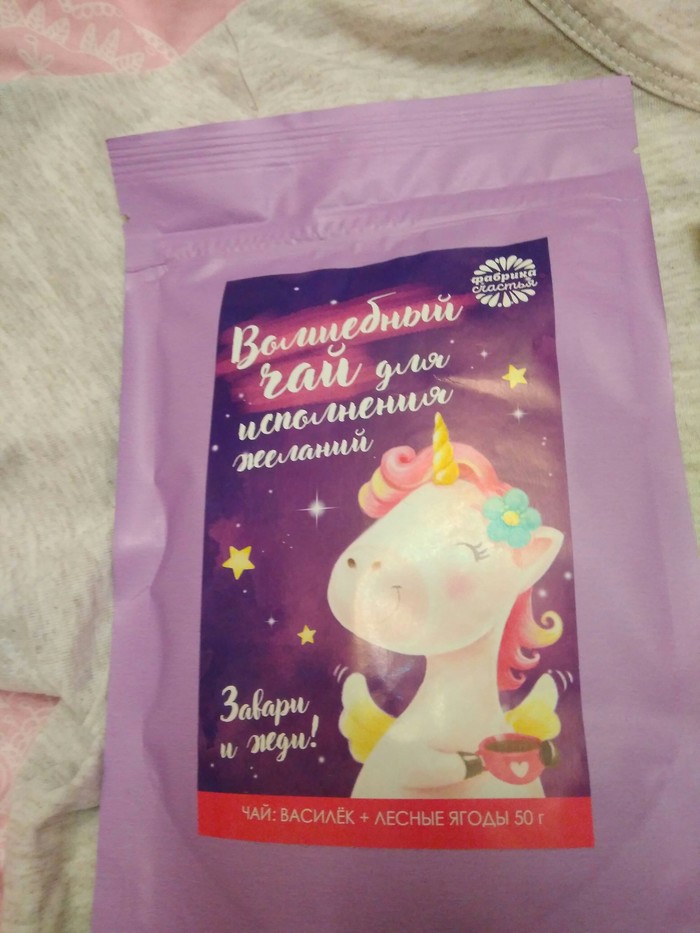 фабрика
счастья
Волшебный
чай для
исполнения
желаний
Завари
и жди!
ЧАЙ: ВАСИЛЁК + ЛЕСНЫЕ ЯГОДЫ 50 г